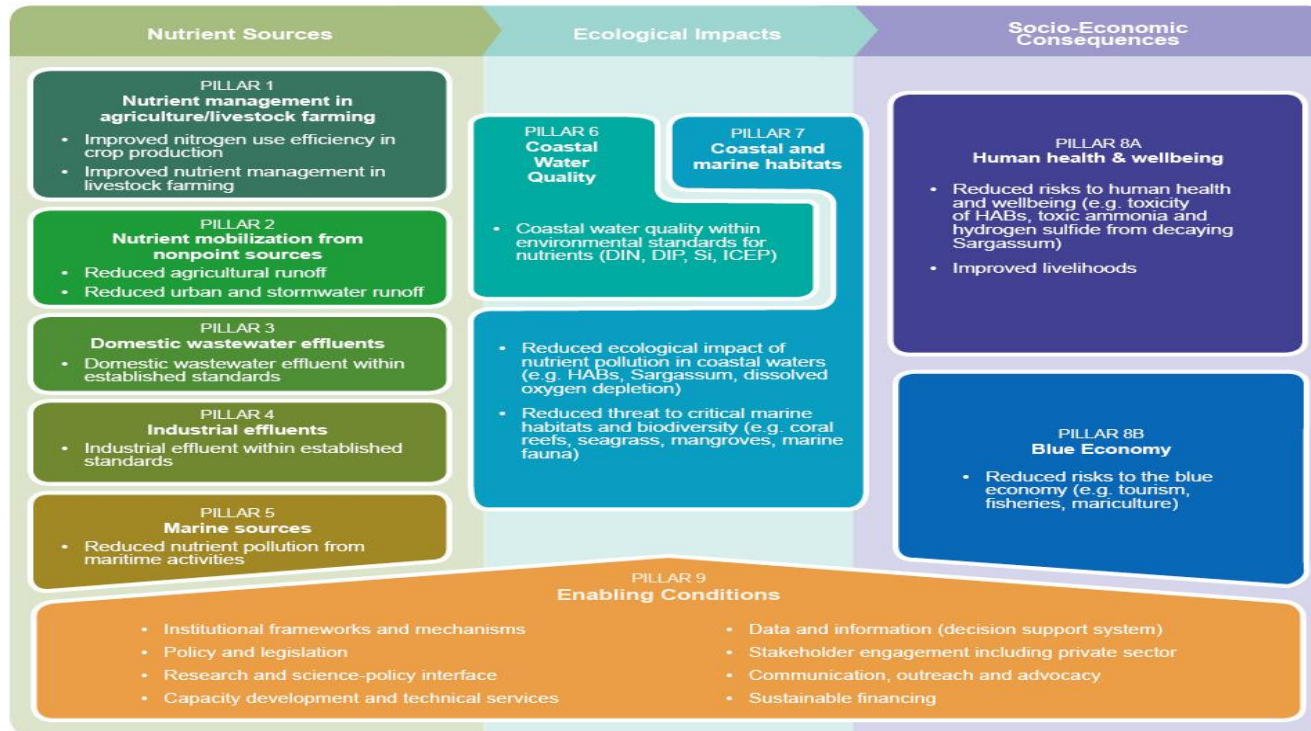 Nutrient Sources
Ecological Impacts
Socio-Economic
Consequences
PILLAR 1
Nutrient management in
agriculture/livestock farming
• Improved nitrogen use efficiency in
crop production
• Improved nutrient management in
livestock farming
PILLAR 2
Nutrient mobilization from
nonpoint sources
• Reduced agricultural runoff
• Reduced urban and stormwater runoff
PILLAR 3
Domestic wastewater effluents
• Domestic wastewater effluent within
established standards
PILLAR 4
Industrial effluents
• Industrial effluent within established
standards
PILLAR 5
Marine sources
• Reduced nutrient pollution from
maritime activities
PILLAR 6
Coastal
Water
Quality
• Coastal water quality within
environmental standards for
nutrients (DIN, DIP, Si, ICEP)
PILLAR 7
Coastal and
marine habitats
• Reduced ecological impact of
nutrient pollution in coastal waters
(e.g. HABs, Sargassum, dissolved
oxygen depletion)
• Reduced threat to critical marine
habitats and biodiversity (e.g. coral
reefs, seagrass, mangroves, marine
fauna)
PILLAR 8A
Human health & wellbeing
• Reduced risks to human health
and wellbeing (e.g. toxicity
of HABs, toxic ammonia and
hydrogen sulfide from decaying
Sargassum)
• Improved livelihoods
PILLAR 8B
Blue Economy
• Reduced risks to the blue
economy (e.g. tourism,
fisheries, mariculture)
PILLAR 9
Enabling Conditions
• Institutional frameworks and mechanisms
• Policy and legislation
• Research and science-policy interface
• Capacity development and technical services
• Data and information (decision support system)
• Stakeholder engagement including private sector
• Communication, outreach and advocacy
• Sustainable financing